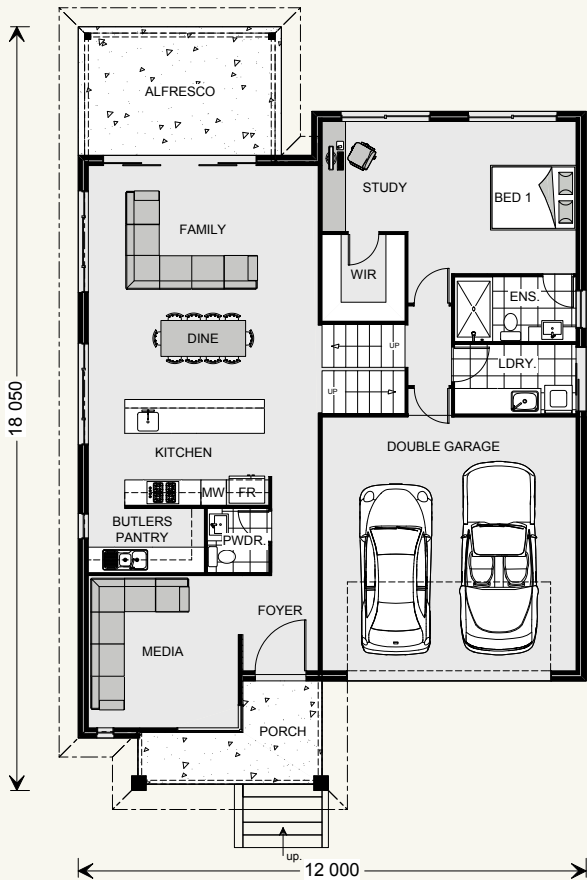 ALFRESCO
STUDY
BED 1
FAMILY
WIR
ENS.
DINE
UP
LDRY.
UP
18 050
DOUBLE GARAGE
KITCHEN
MW
FR
BUTLERS
PANTRY
PWDR.
FOYER
MEDIA
PORCH
up.
12 000